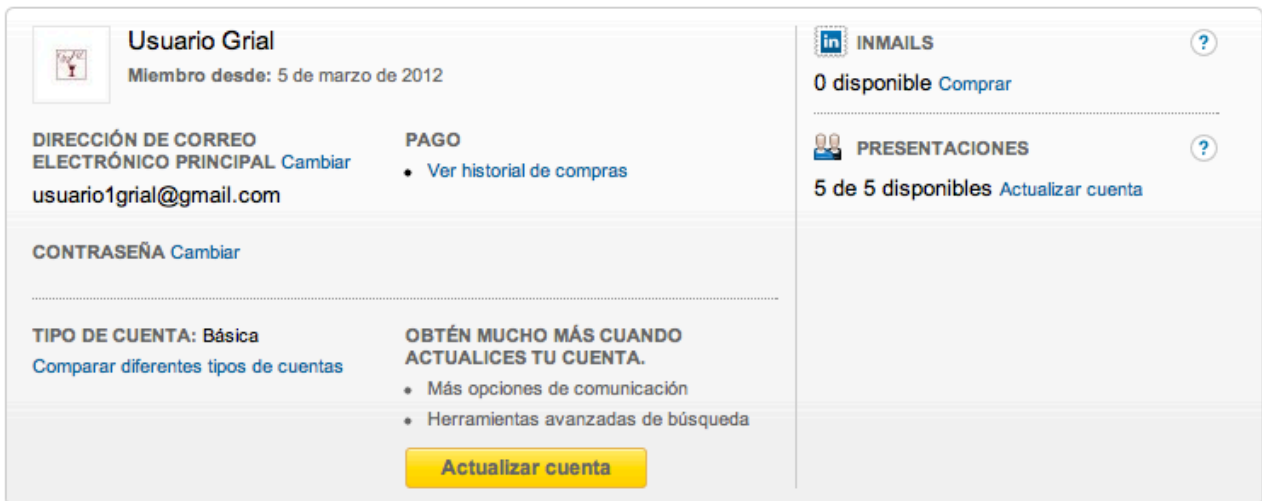 Usuario Grial
Miembro desde: 5 de marzo de 2012
DIRECCIÓN DE CORREO
ELECTRÓNICO PRINCIPAL Cambiar
usuario1grial@gmail.com
PAGO
• Ver historial de compras
CONTRASEÑA Cambiar
TIPO DE CUENTA: Básica
Comparar diferentes tipos de cuentas
OBTÉN MUCHO MÁS CUANDO
ACTUALICES TU CUENTA.
• Más opciones de comunicación
• Herramientas avanzadas de búsqueda
Actualizar cuenta
in INMAILS ?
0 disponible Comprar
PRESENTACIONES ?
5 de 5 disponibles Actualizar cuenta